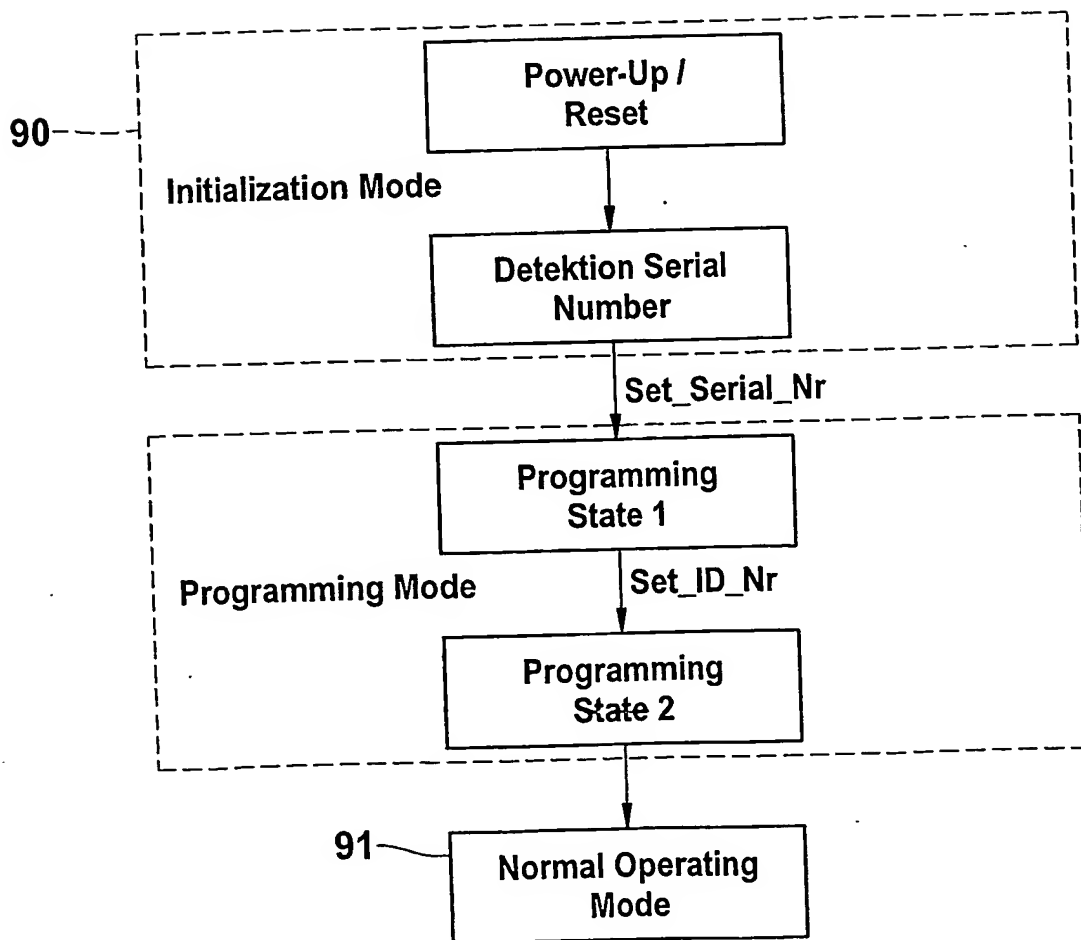 Power-Up /
Reset
90
Initialization Mode
Detektion Serial
Number
Set_Serial_Nr
Programming
State 1
Programming Mode
Set_ID_Nr
Programming
State 2
91
Normal Operating
Mode